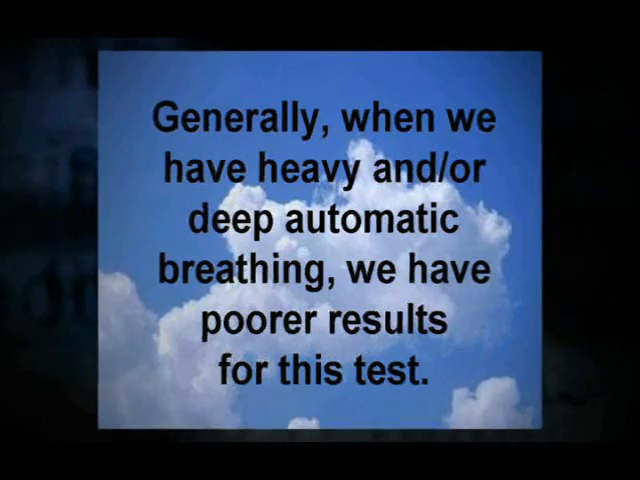 Generally, when we
have heavy and/or
deep automatic
breathing, we have
poorer results
for this test.